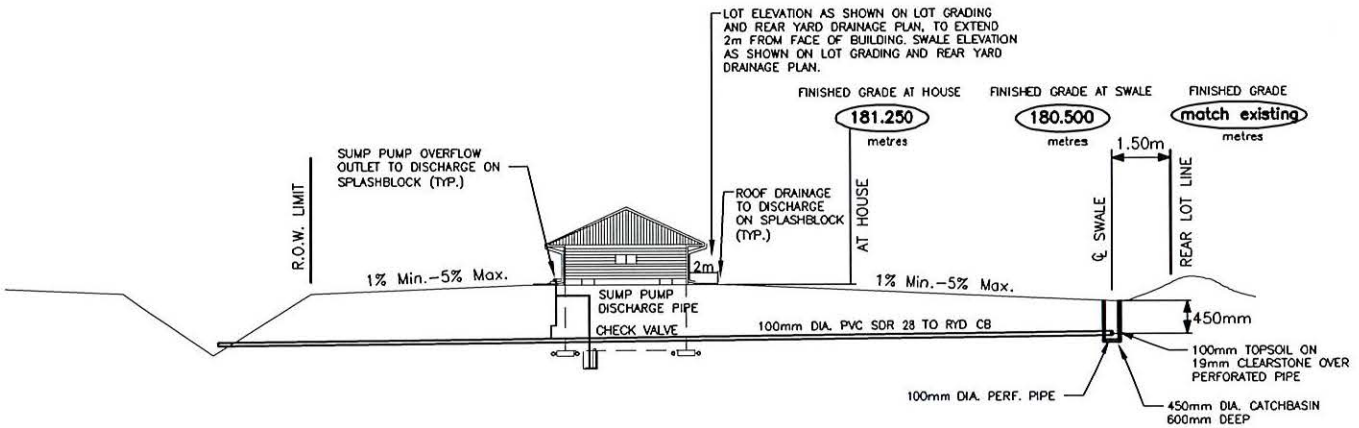 LOT ELEVATION AS SHOWN ON LOT GRADING
AND REAR YARD DRAINAGE PLAN, TO EXTEND
2m FROM FACE OF BUILDING. SWALE ELEVATION
AS SHOWN ON LOT GRADING AND REAR YARD
DRAINAGE PLAN.
FINISHED GRADE AT HOUSE
181.250
metres
FINISHED GRADE AT SWALE
180.500
metres
FINISHED GRADE
match existing
metres
1.50m
SUMP PUMP OVERFLOW
OUTLET TO DISCHARGE ON
SPLASHBLOCK (TYP.)
R.O.W. LIMIT
ROOF DRAINAGE
TO DISCHARGE
ON SPLASHBLOCK
(TYP.)
AT HOUSE
℄ SWALE
REAR LOT LINE
2m
1% Min.-5% Max.
1% Min.-5% Max.
SUMP PUMP
DISCHARGE PIPE
CHECK VALVE
100mm DIA. PVC SDR 28 TO RYD CB
450mm
100mm TOPSOIL ON
19mm CLEARSTONE OVER
PERFORATED PIPE
100mm DIA. PERF. PIPE
450mm DIA. CATCHBASIN
600mm DEEP